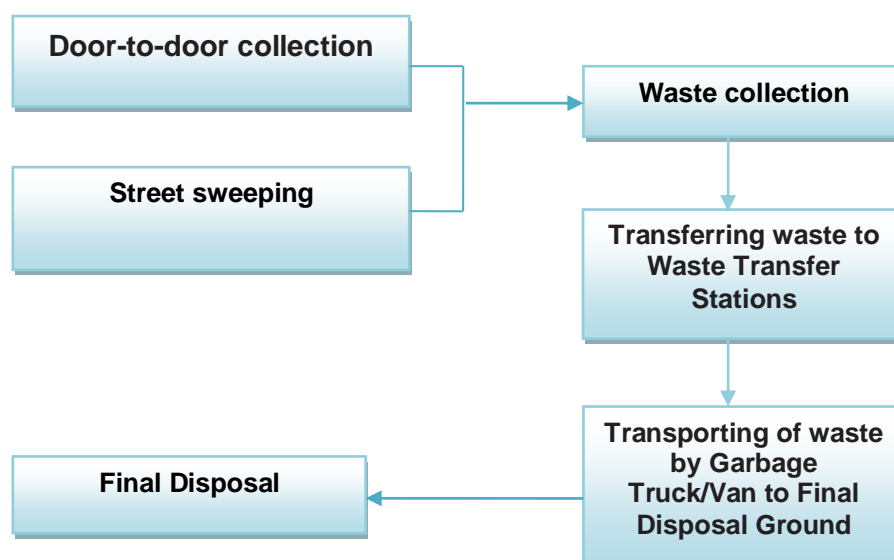 Door-to-door collection
Waste collection
Street sweeping
Transferring waste to
Waste Transfer
Stations
Transporting of waste
by Garbage
Truck/Van to Final
Disposal Ground
Final Disposal